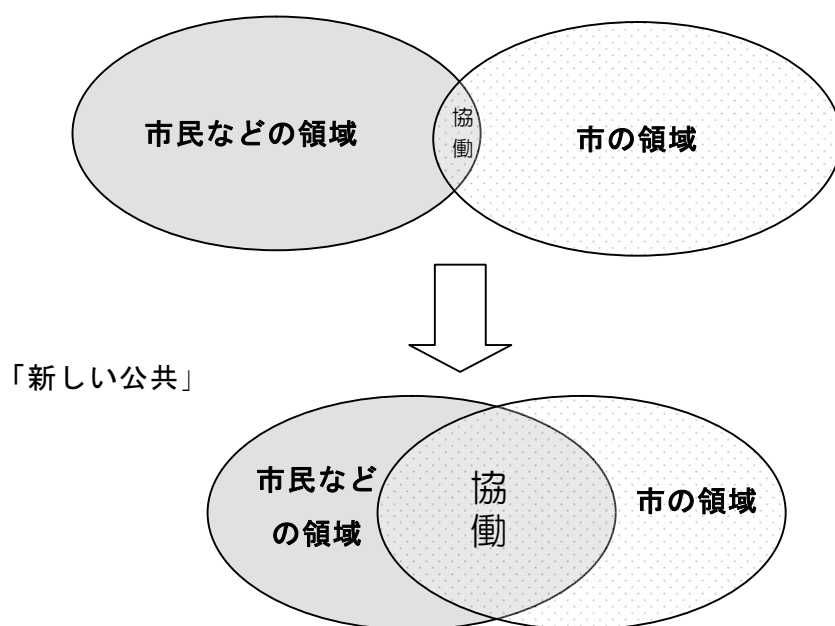 市民などの領域
協
働
市の領域
「新しい公共」
市民など
の領域
協
働
市の領域